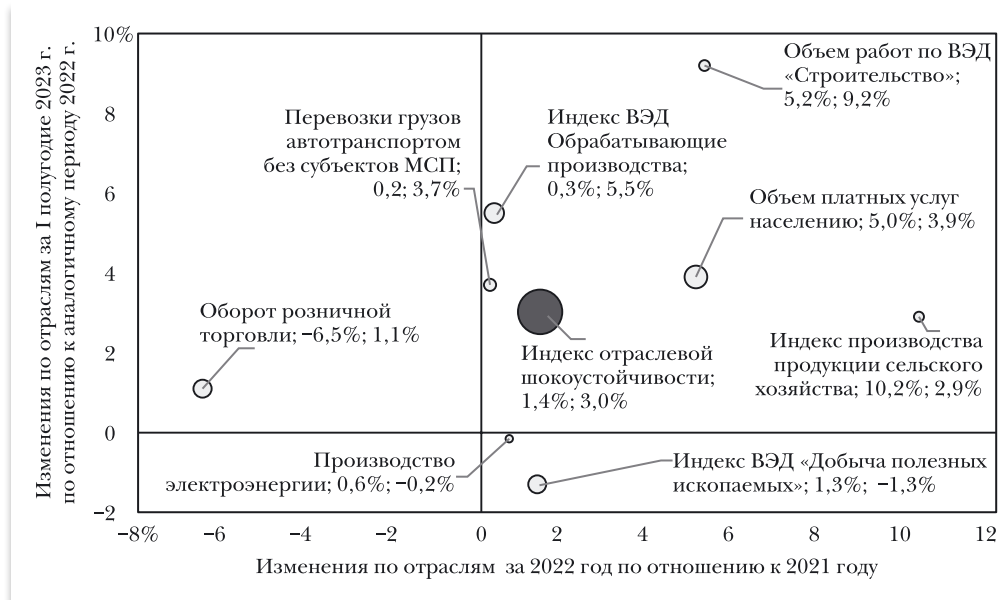 Изменения по отраслям за I полугодие 2023 г.
по отношению к аналогичному периоду 2022 г.
10%
8
6
4
2
0
−2
Объем работ по ВЭД
«Строительство»;
5,2%; 9,2%
Перевозки грузов
автотранспортом
без субъектов МСП;
0,2; 3,7%
Индекс ВЭД
Обрабатывающие
производства;
0,3%; 5,5%
Объем платных услуг
населению; 5,0%; 3,9%
Оборот розничной
торговли; −6,5%; 1,1%
Индекс отраслевой
шокоустойчивости;
1,4%; 3,0%
Индекс производства
продукции сельского
хозяйства; 10,2%; 2,9%
Производство
электроэнергии; 0,6%; −0,2%
Индекс ВЭД «Добыча полезных
ископаемых»; 1,3%; −1,3%
−8%
−6
−4
−2
0
2
4
6
8
10
12
Изменения по отраслям за 2022 год по отношению к 2021 году